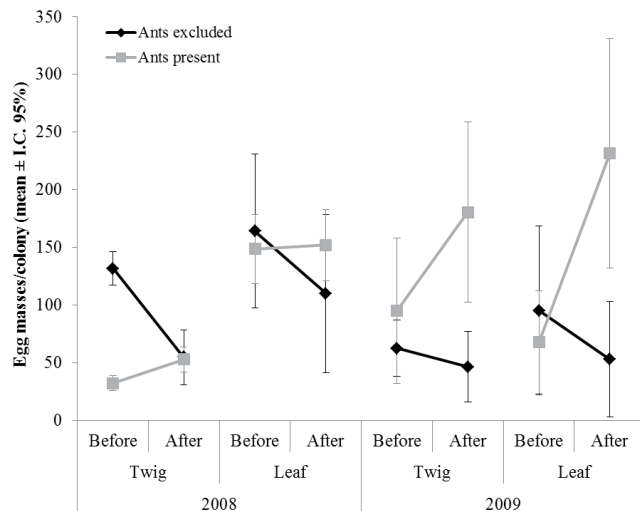 Egg masses/colony (mean ± I.C. 95%)
350
300
250
200
150
100
50
0
Ants excluded
Ants present
Before After Before After Before After Before After
Twig Leaf Twig Leaf
2008 2009